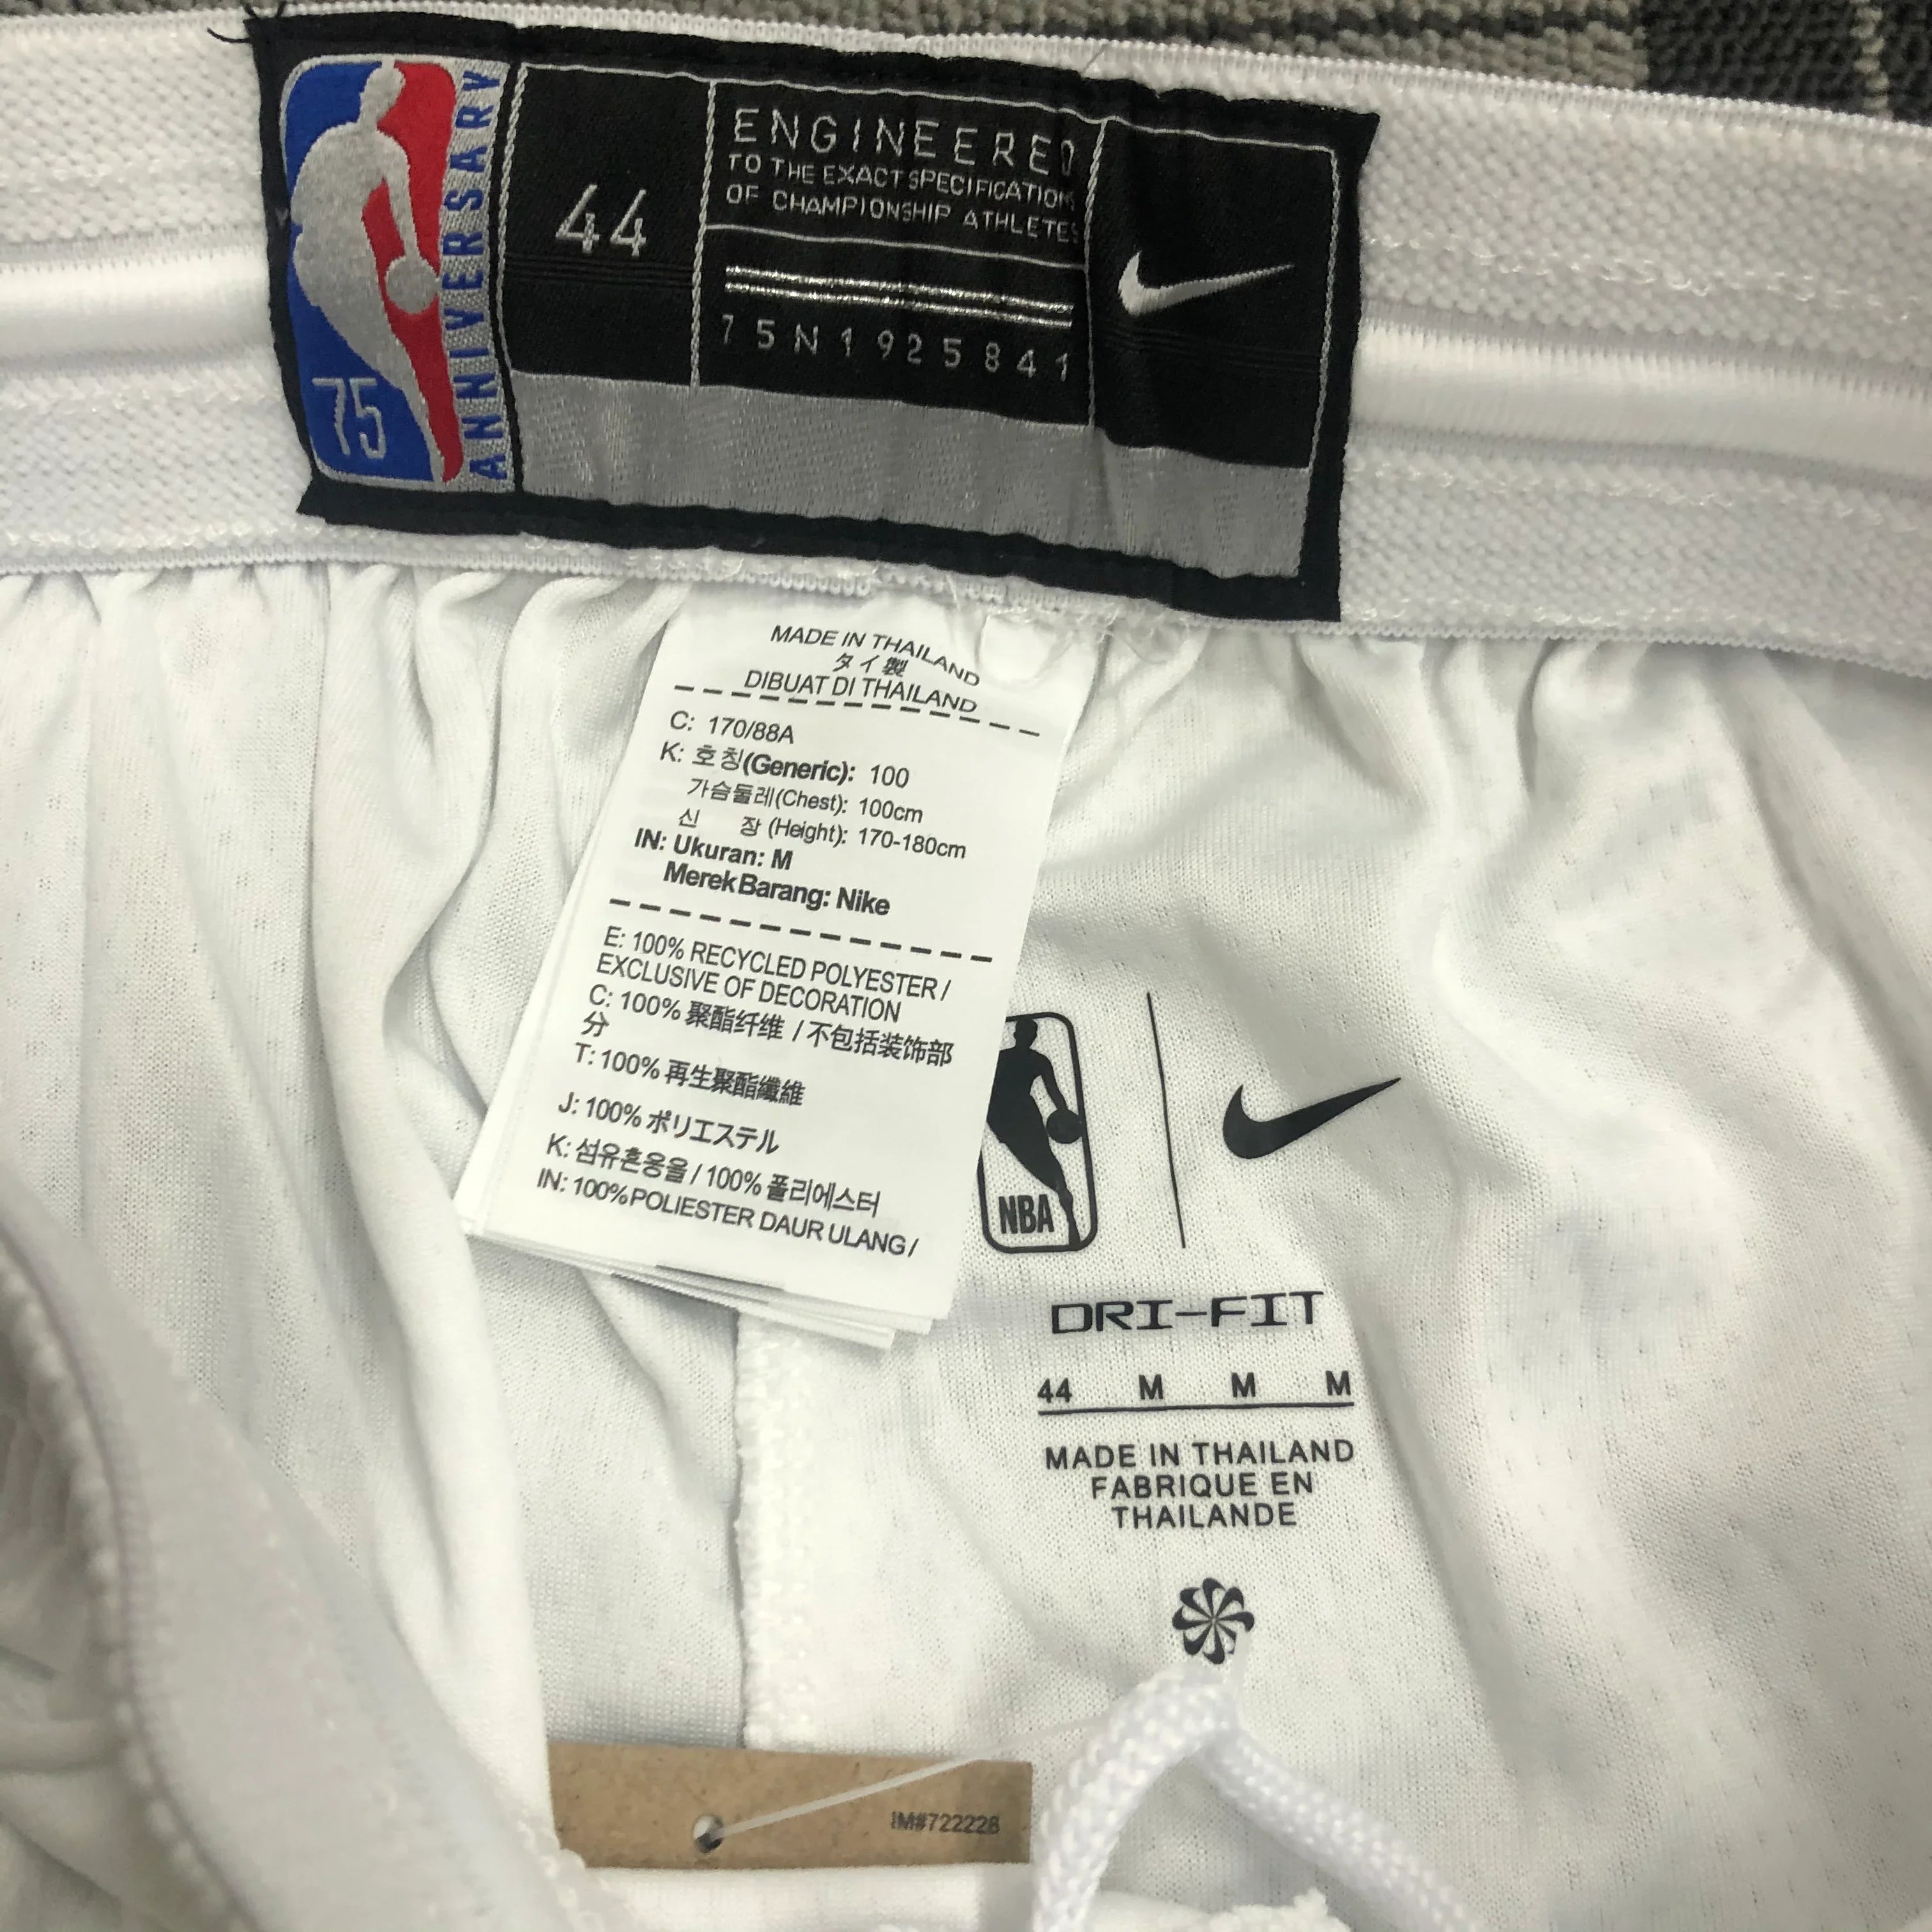 75
ANNIVERSARY
44
ENGINEERED
TO THE EXACT SPECIFICATIONS
OF CHAMPIONSHIP ATHLETES
75N1925841
MADE IN THAILAND
タイ製
DIBUAT DI THAILAND
C: 170/88A
K: 호칭(Generic): 100
가슴둘레(Chest): 100cm
신 장 (Height): 170-180cm
IN: Ukuran: M
Merek Barang: Nike
E: 100% RECYCLED POLYESTER /
EXCLUSIVE OF DECORATION
C: 100% 聚酯纤维 / 不包括装饰部
分
T: 100% 再生聚酯纖維
J: 100% ポリエステル
K: 섬유혼용율 / 100% 폴리에스터
IN: 100% POLIESTER DAUR ULANG /
NBA
DRI-FIT
44 M M M
MADE IN THAILAND
FABRIQUE EN
THAILANDE
IM#722226